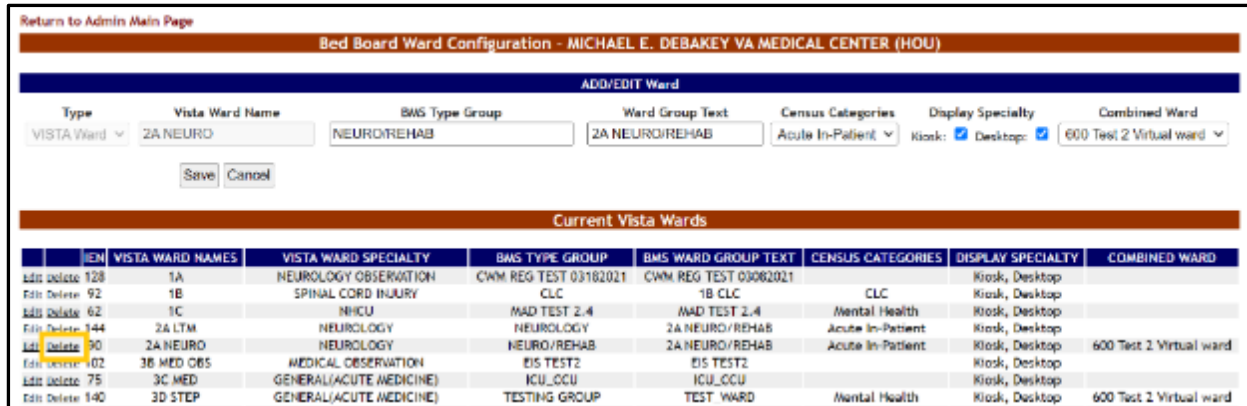 Return to Admin Main Page
Bed Board Ward Configuration - MICHAEL E. DEBAKEY VA MEDICAL CENTER (HOU)
ADD/EDIT Ward
Type Vista Ward Name BMS Type Group Ward Group Text Census Categories Display Specialty Combined Ward
VISTA Ward 2A NEURO NEURO/REHAB 2A NEURO/REHAB Acute In-Patient Kiosk: Desktop: 600 Test 2 Virtual ward
Save Cancel
Current Vista Wards
IEN VISTA WARD NAMES VISTA WARD SPECIALTY BMS TYPE GROUP BMS WARD GROUP TEXT CENSUS CATEGORIES DISPLAY SPECIALTY COMBINED WARD
Edit Delete 128 1A NEUROLOGY OBSERVATION CWM REG TEST 03182021 CWM REG TEST 03082021 Kiosk, Desktop
Edit Delete 92 1B SPINAL CORD INJURY CLC 1B CLC CLC Kiosk, Desktop
Edit Delete 62 1C NHCU MAD TEST 2.4 MAD TEST 2.4 Mental Health Kiosk, Desktop
Edit Delete 144 2A LTM NEUROLOGY NEUROLOGY 2A NEURO/REHAB Acute In-Patient Kiosk, Desktop
Edit Delete 90 2A NEURO NEUROLOGY NEURO/REHAB 2A NEURO/REHAB Acute In-Patient Kiosk, Desktop 600 Test 2 Virtual ward
Edit Delete 102 3B MED OBS MEDICAL OBSERVATION EIS TEST2 EIS TEST2 Kiosk, Desktop
Edit Delete 75 3C MED GENERAL(ACUTE MEDICINE) ICU_CCU ICU_CCU Kiosk, Desktop
Edit Delete 140 3D STEP GENERAL(ACUTE MEDICINE) TESTING GROUP TEST_WARD Mental Health Kiosk, Desktop 600 Test 2 Virtual ward